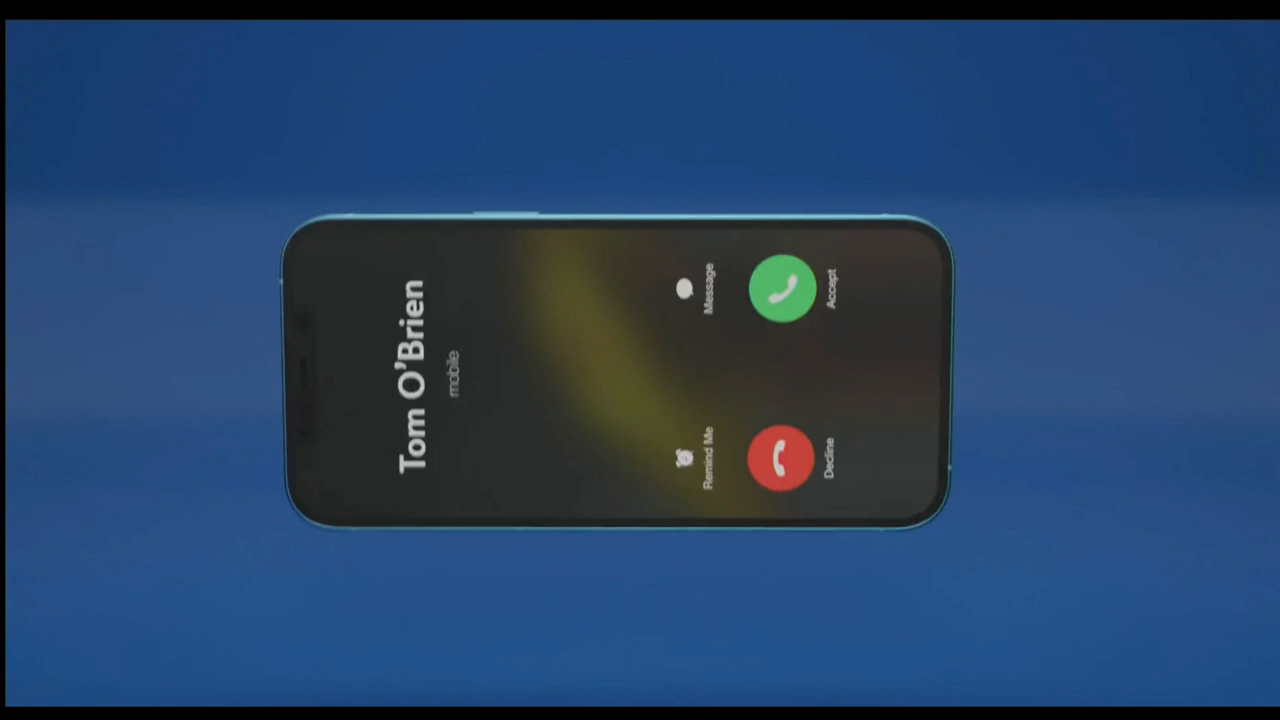 Tom O’Brien
mobile
Remind Me
Message
Decline
Accept